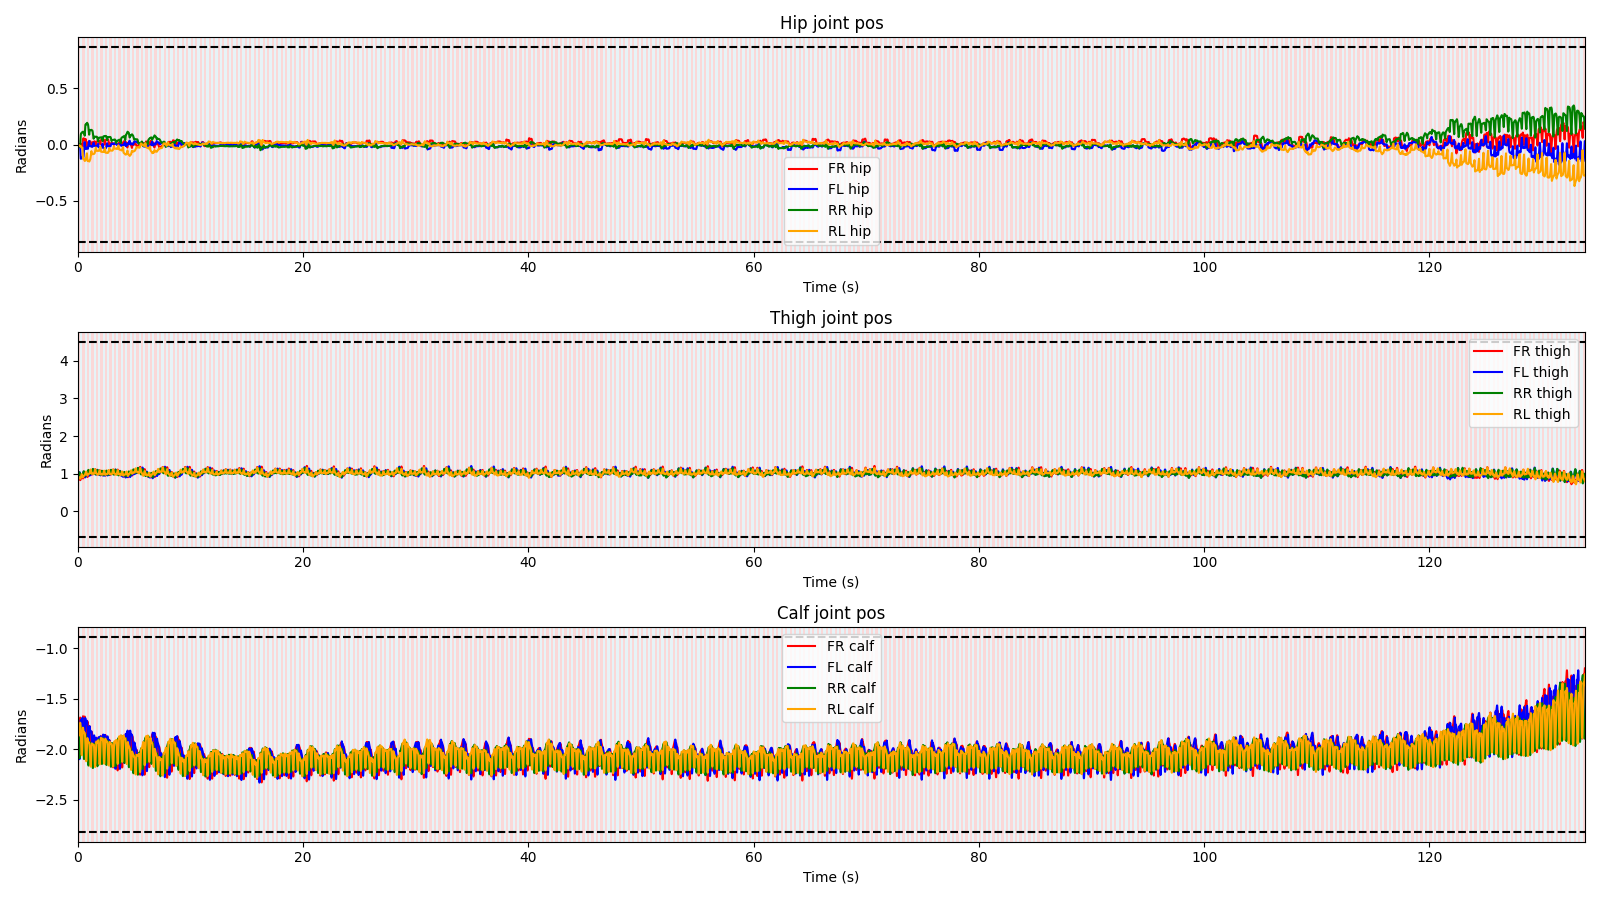 Hip joint pos
Radians
0.5
0.0
−0.5
FR hip
FL hip
RR hip
RL hip
0 20 40 60 80 100 120
Time (s)
Thigh joint pos
Radians
4
3
2
1
0
FR thigh
FL thigh
RR thigh
RL thigh
0 20 40 60 80 100 120
Time (s)
Calf joint pos
Radians
−1.0
−1.5
−2.0
−2.5
FR calf
FL calf
RR calf
RL calf
0 20 40 60 80 100 120
Time (s)